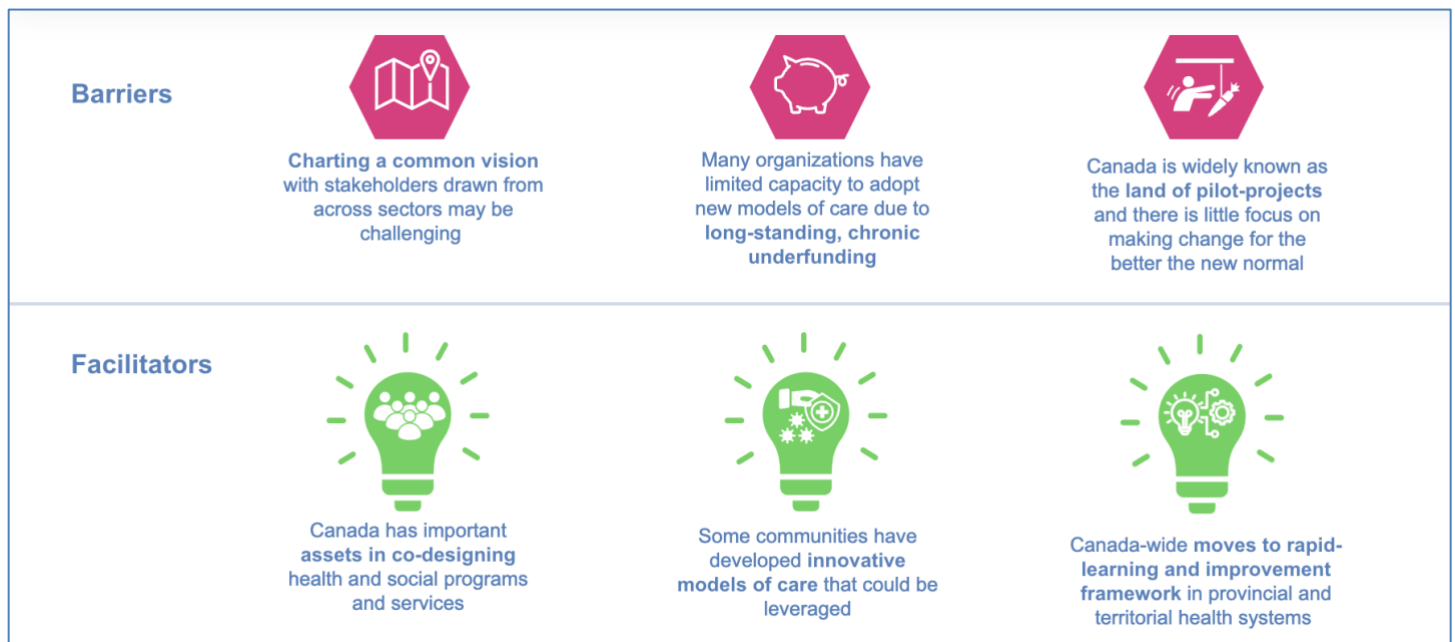 Barriers
Charting a common vision
with stakeholders drawn from
across sectors may be
challenging
Many organizations have
limited capacity to adopt
new models of care due to
long-standing, chronic
underfunding
Canada is widely known as
the land of pilot-projects
and there is little focus on
making change for the
better the new normal
Facilitators
Canada has important
assets in co-designing
health and social programs
and services
Some communities have
developed innovative
models of care that could be
leveraged
Canada-wide moves to rapid-
learning and improvement
framework in provincial and
territorial health systems